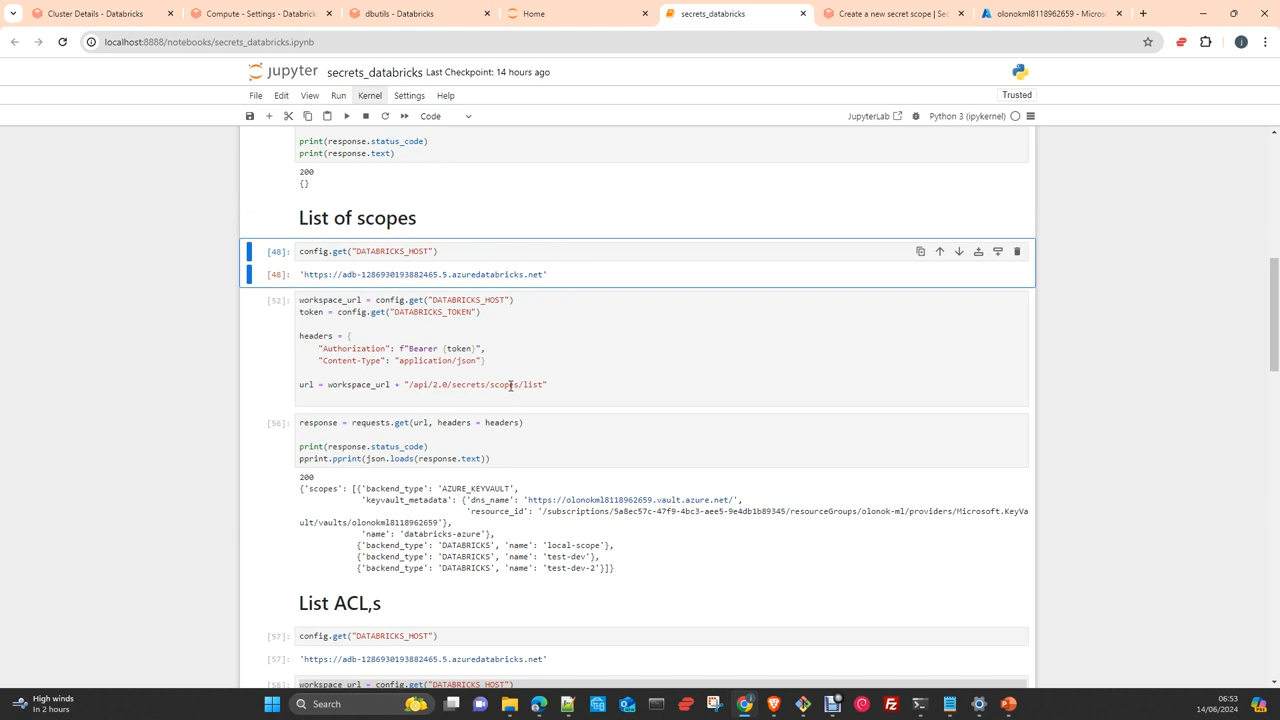 Cluster Details - Databricks
Compute - Settings - Databricks
dbutils - Databricks
Home
secrets_databricks
Create a new secret scope | Sec
olonokml8118962659 - Microso
localhost:8888/notebooks/secrets_databricks.ipynb
jupyter secrets_databricks Last Checkpoint: 14 hours ago
File Edit View Run Kernel Settings Help
Trusted
Code
JupyterLab
Python 3 (ipykernel)
print(response.status_code)
print(response.text)
200
{}
List of scopes
[48]: config.get("DATABRICKS_HOST")
[48]: 'https://adb-1286930193882465.5.azuredatabricks.net'
[52]: workspace_url = config.get("DATABRICKS_HOST")
token = config.get("DATABRICKS_TOKEN")
headers = {
"Authorization": f"Bearer {token}",
"Content-Type": "application/json"}
url = workspace_url + "/api/2.0/secrets/scopes/list"
[56]: response = requests.get(url, headers = headers)
print(response.status_code)
pprint.pprint(json.loads(response.text))
200
{'scopes': [{'backend_type': 'AZURE_KEYVAULT',
'keyvault_metadata': {'dns_name': 'https://olonokml8118962659.vault.azure.net/',
'resource_id': '/subscriptions/5a8ec57c-47f9-4bc3-aee5-9e4db1b89345/resourceGroups/olonok-ml/providers/Microsoft.KeyVa
ult/vaults/olonokml8118962659'},
'name': 'databricks-azure'},
{'backend_type': 'DATABRICKS', 'name': 'local-scope'},
{'backend_type': 'DATABRICKS', 'name': 'test-dev'},
{'backend_type': 'DATABRICKS', 'name': 'test-dev-2'}]}
List ACL,s
[57]: config.get("DATABRICKS_HOST")
[57]: 'https://adb-1286930193882465.5.azuredatabricks.net'
[58]: workspace_url = config.get("DATABRICKS_HOST")
High winds
In 2 hours
Search
06:53
14/06/2024